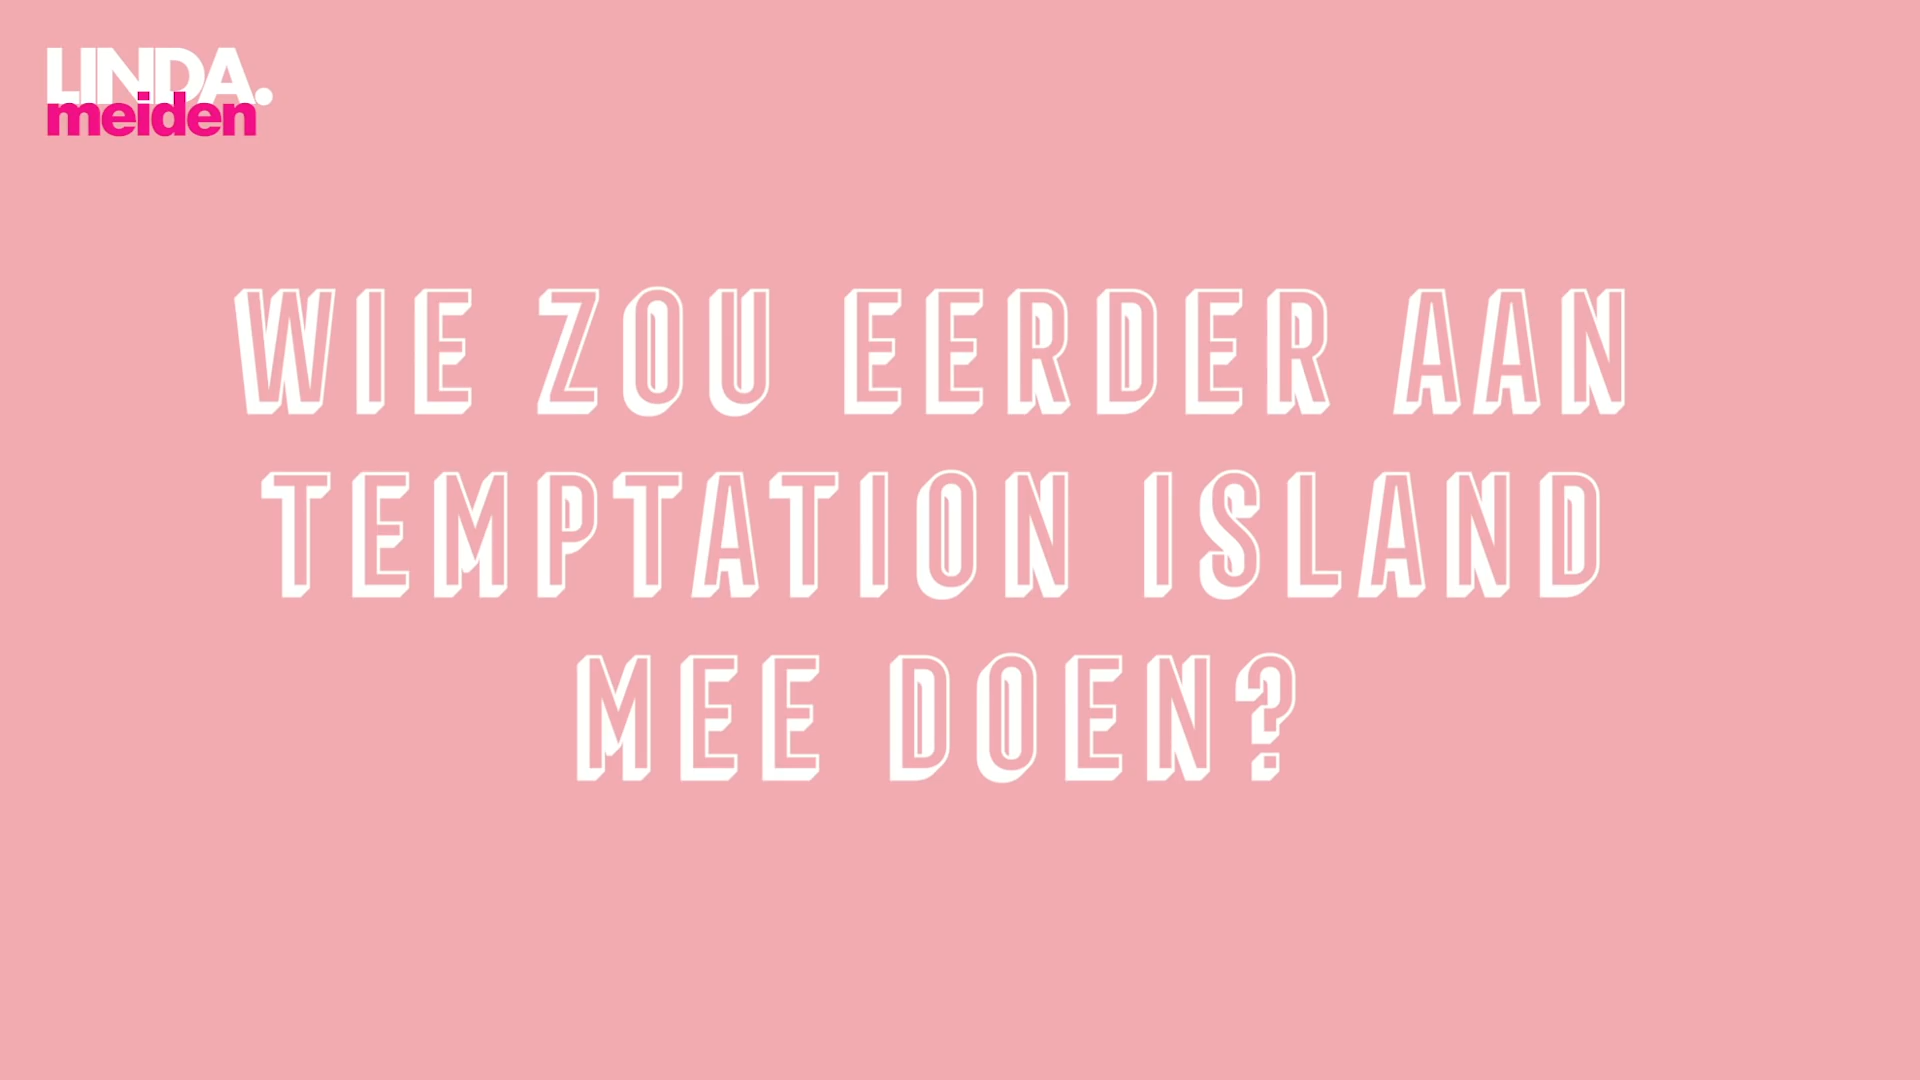 LINDA.
meiden
WIE ZOU EERDER AAN
TEMPTATION ISLAND
MEE DOEN?